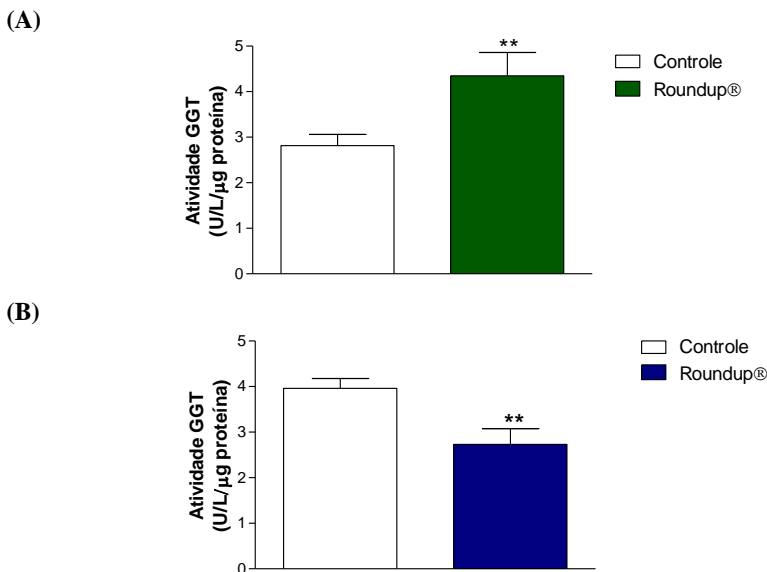 (A)
5
4
3
2
1
0
Atividade GGT
(U/L/µg proteína)
**
Controle
Roundup®
(B)
5
4
3
2
1
0
Atividade GGT
(U/L/µg proteína)
**
Controle
Roundup®